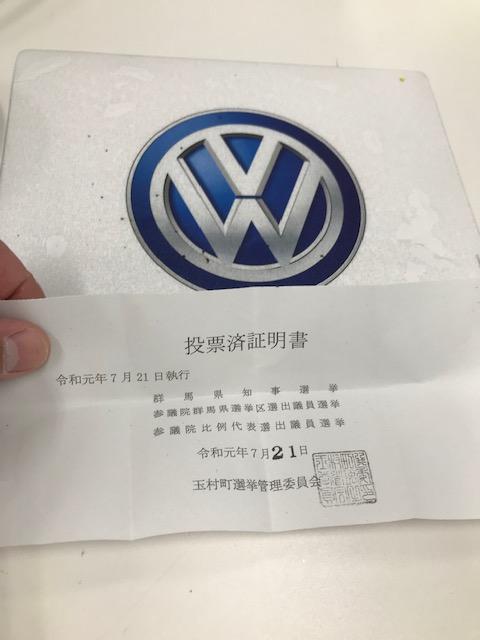 投票済証明書
令和元年7月21日執行
群馬県知事選挙
参議院群馬県選挙区選出議員選挙
参議院比例代表選出議員選挙
令和元年7月21日
玉村町選挙管理委員会